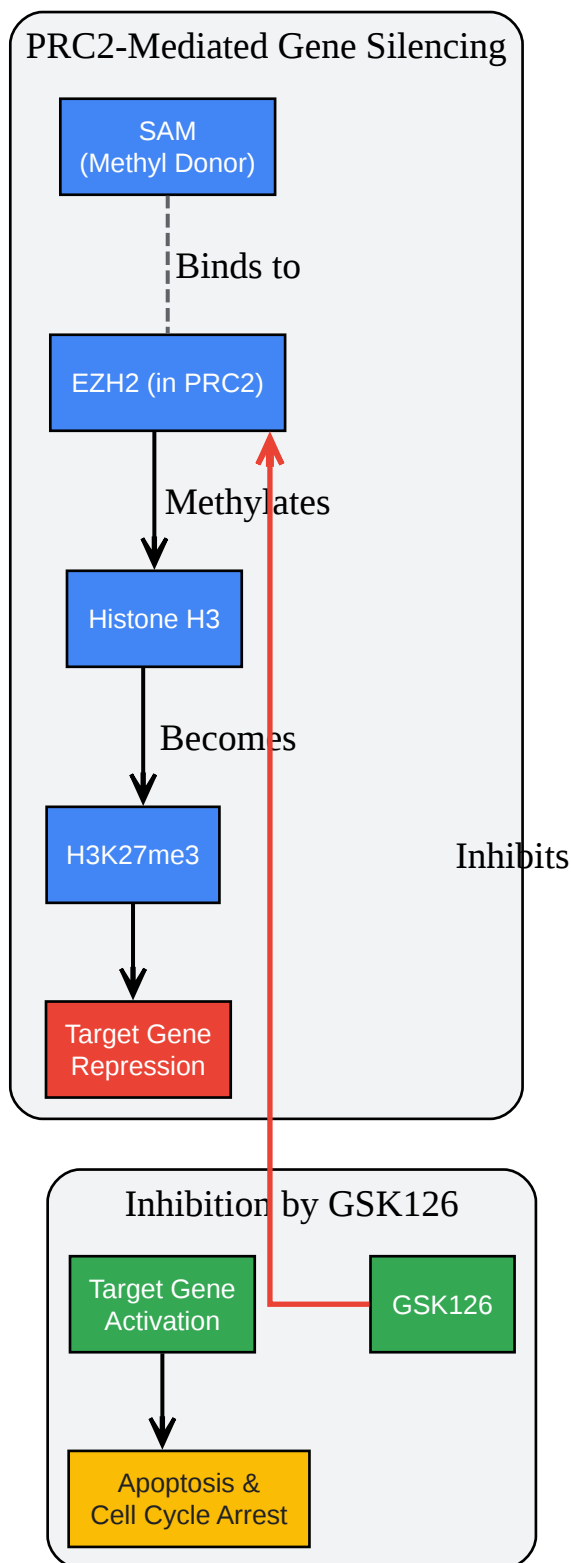 PRC2-Mediated Gene Silencing
SAM
(Methyl Donor)
Binds to
EZH2 (in PRC2)
Methylates
Histone H3
Becomes
H3K27me3
Inhibits
Target Gene
Repression
Inhibition by GSK126
Target Gene
Activation
GSK126
Apoptosis &
Cell Cycle Arrest